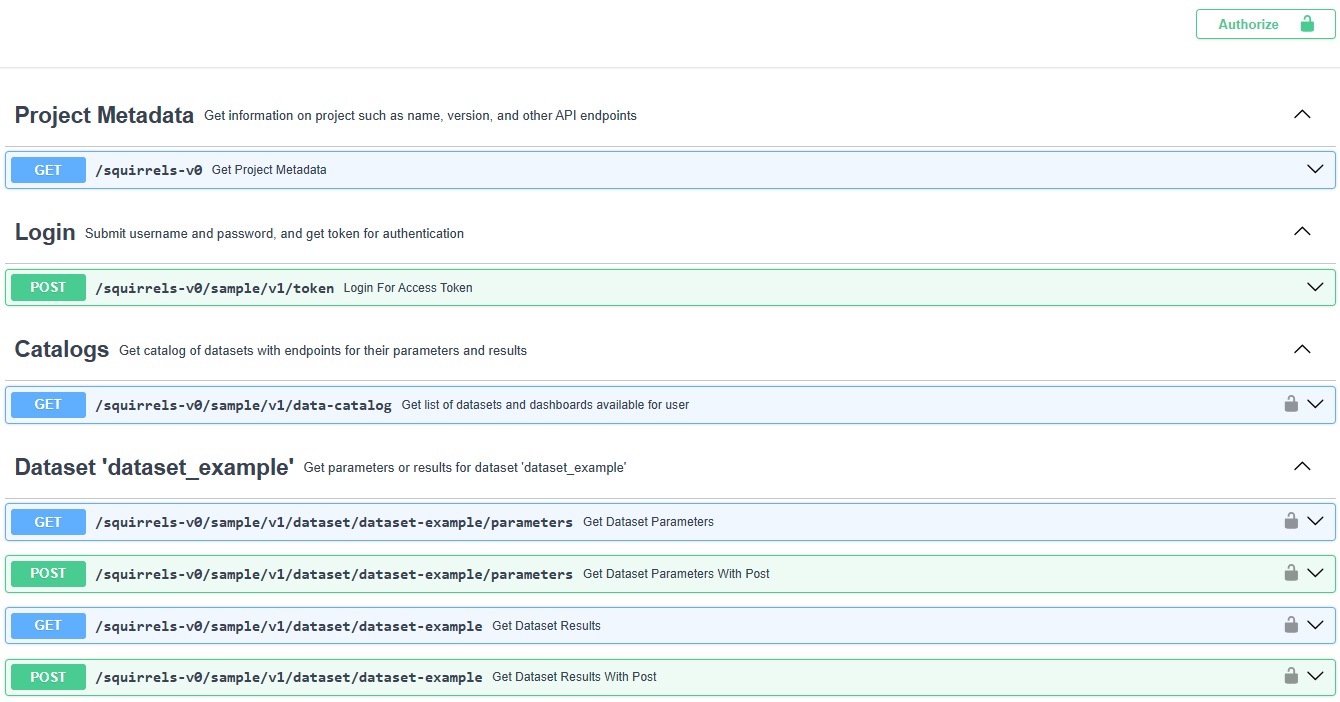 Authorize
Project Metadata Get information on project such as name, version, and other API endpoints
GET /squirrels-v0 Get Project Metadata
Login Submit username and password, and get token for authentication
POST /squirrels-v0/sample/v1/token Login For Access Token
Catalogs Get catalog of datasets with endpoints for their parameters and results
GET /squirrels-v0/sample/v1/data-catalog Get list of datasets and dashboards available for user
Dataset 'dataset_example' Get parameters or results for dataset 'dataset_example'
GET /squirrels-v0/sample/v1/dataset/dataset-example/parameters Get Dataset Parameters
POST /squirrels-v0/sample/v1/dataset/dataset-example/parameters Get Dataset Parameters With Post
GET /squirrels-v0/sample/v1/dataset/dataset-example Get Dataset Results
POST /squirrels-v0/sample/v1/dataset/dataset-example Get Dataset Results With Post